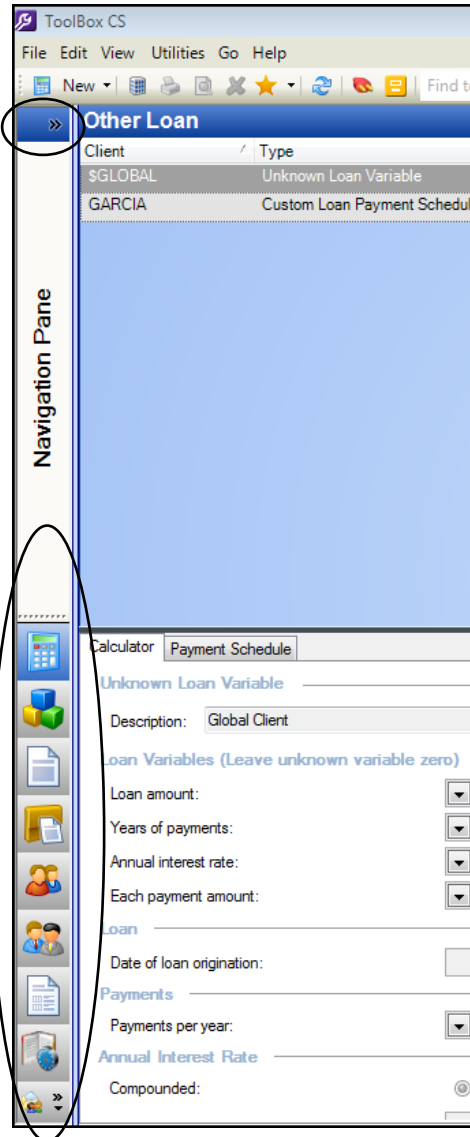 ToolBox CS
File Edit View Utilities Go Help
New Find t
» Other Loan
Client Type
$GLOBAL Unknown Loan Variable
GARCIA Custom Loan Payment Schedul
Navigation Pane
Calculator Payment Schedule
Unknown Loan Variable
Description: Global Client
Loan Variables (Leave unknown variable zero)
Loan amount:
Years of payments:
Annual interest rate:
Each payment amount:
Loan
Date of loan origination:
Payments
Payments per year:
Annual Interest Rate
Compounded: